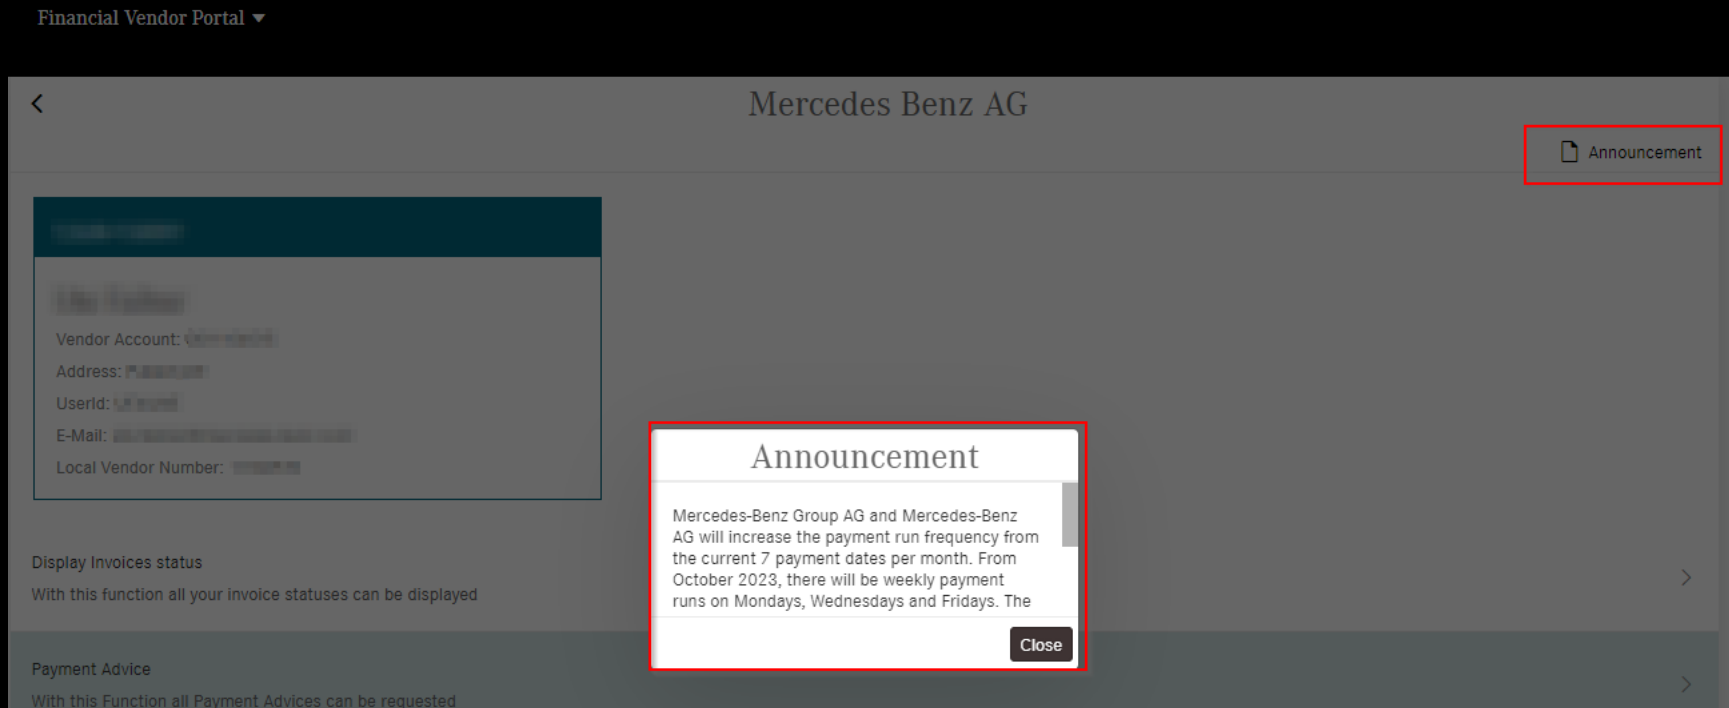 Financial Vendor Portal
Mercedes Benz AG
Announcement
Vendor Account:
Address:
UserId:
E-Mail:
Local Vendor Number:
Announcement
Mercedes-Benz Group AG and Mercedes-Benz
AG will increase the payment run frequency from
the current 7 payment dates per month. From
October 2023, there will be weekly payment
runs on Mondays, Wednesdays and Fridays. The
Close
Display Invoices status
With this function all your invoice statuses can be displayed
Payment Advice
With this Function all Payment Advices can be requested